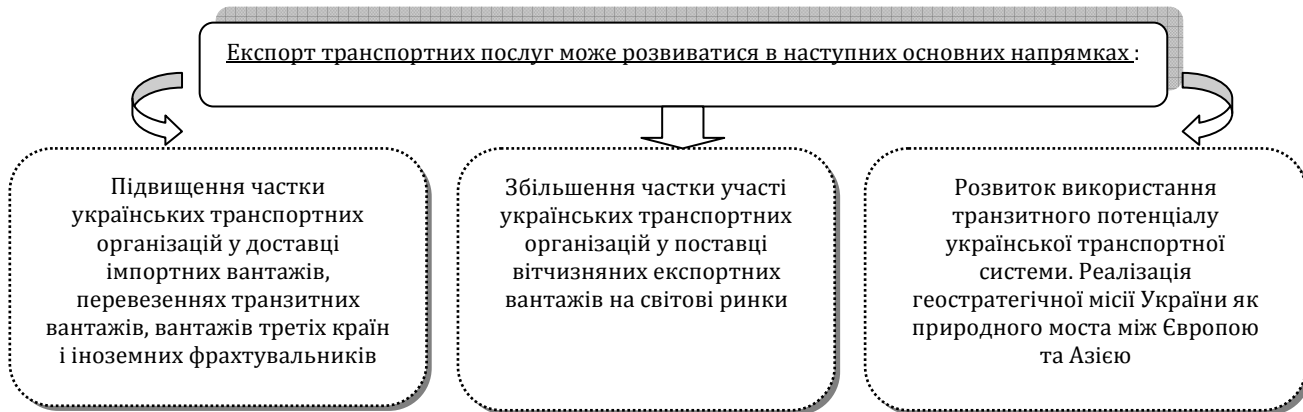 Експорт транспортних послуг може розвиватися в наступних основних напрямках :
Підвищення частки
українських транспортних
організацій у доставці
імпортних вантажів,
перевезеннях транзитних
вантажів, вантажів третіх країн
і іноземних фрахтувальників
Збільшення частки участі
українських транспортних
організацій у поставці
вітчизняних експортних
вантажів на світові ринки
Розвиток використання
транзитного потенціалу
української транспортної
системи. Реалізація
геостратегічної місії України як
природного моста між Європою
та Азією